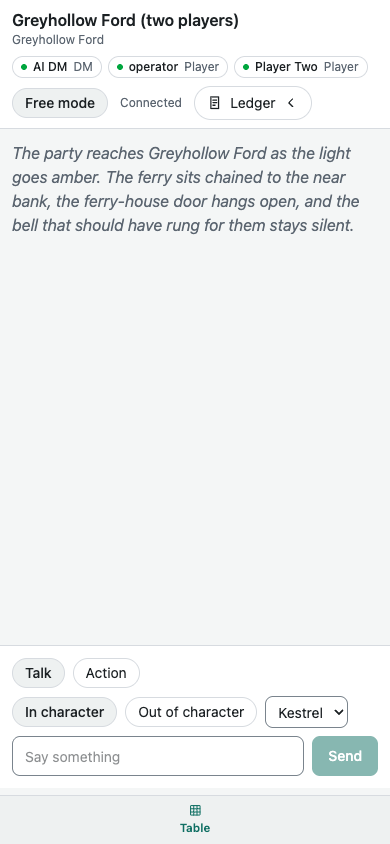 Greyhollow Ford (two players)
Greyhollow Ford
AI DM DM operator Player Player Two Player
Free mode Connected Ledger
The party reaches Greyhollow Ford as the light
goes amber. The ferry sits chained to the near
bank, the ferry-house door hangs open, and the
bell that should have rung for them stays silent.
Talk Action
In character Out of character Kestrel
Say something Send
Table